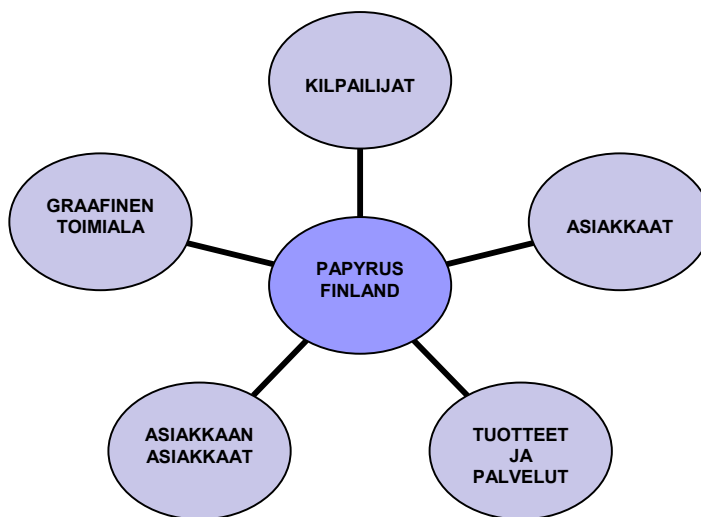 KILPAILIJAT
GRAAFINEN
TOIMIALA
ASIAKKAAT
PAPYRUS
FINLAND
ASIAKKAAN
ASIAKKAAT
TUOTTEET
JA
PALVELUT